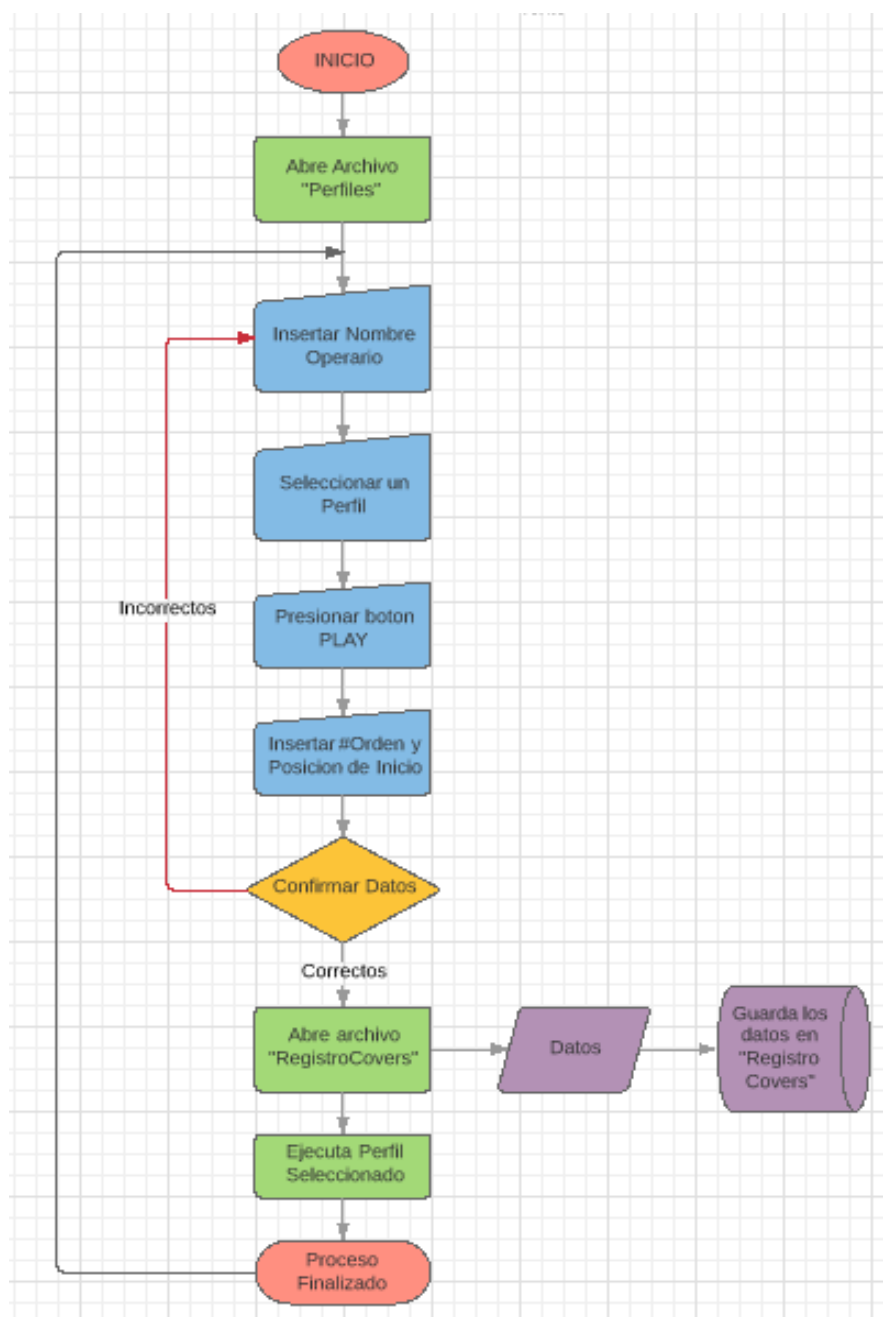 INICIO
Abre Archivo
"Perfiles"
Insertar Nombre
Operario
Seleccionar un
Perfil
Incorrectos
Presionar boton
PLAY
Insertar #Orden y
Posicion de Inicio
Confirmar Datos
Correctos
Abre archivo
"RegistroCovers"
Datos
Guarda los
datos en
"Registro
Covers"
Ejecuta Perfil
Seleccionado
Proceso
Finalizado